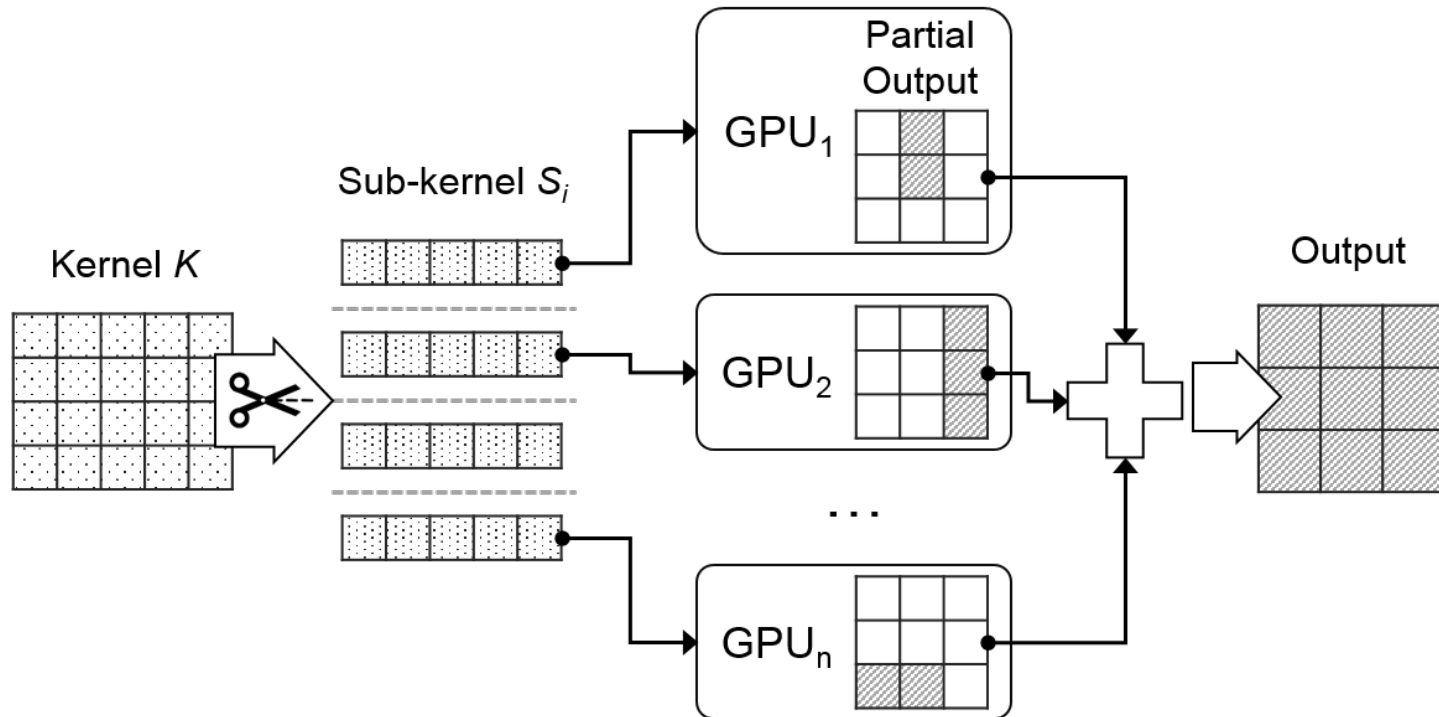 Partial
Output
GPU₁
Sub-kernel Sᵢ
Kernel K
Output
GPU₂
...
GPUₙ